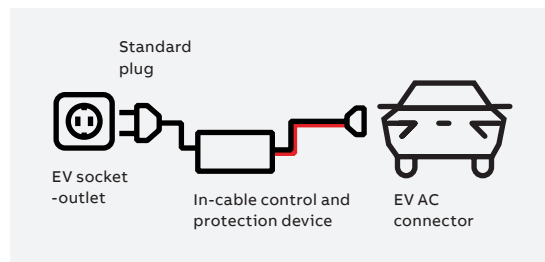 Standard
plug
EV socket
-outlet
In-cable control and
protection device
EV AC
connector